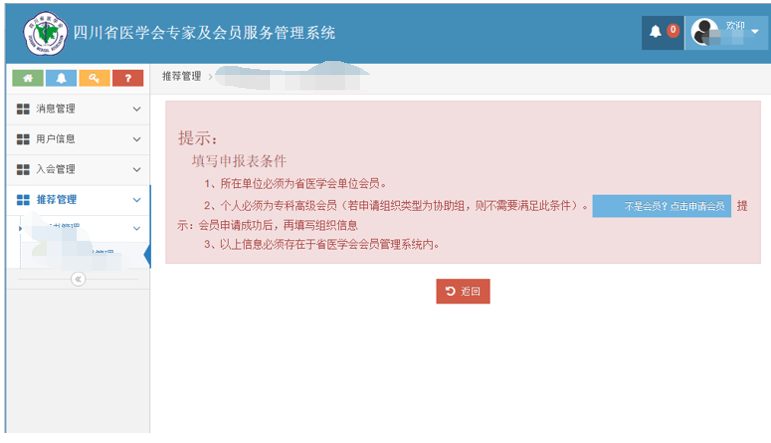 四川省医学会专家及会员服务管理系统
0
欢迎
?
推荐管理
消息管理
用户信息
入会管理
推荐管理
管理
提示：
填写申报表条件
1、所在单位必须为省医学会单位会员。
2、个人必须为专科高级会员（若申请组织类型为协助组，则不需要满足此条件）。 不是会员？点击申请会员 提
示：会员申请成功后，再填写组织信息
3、以上信息必须存在于省医学会会员管理系统内。
返回